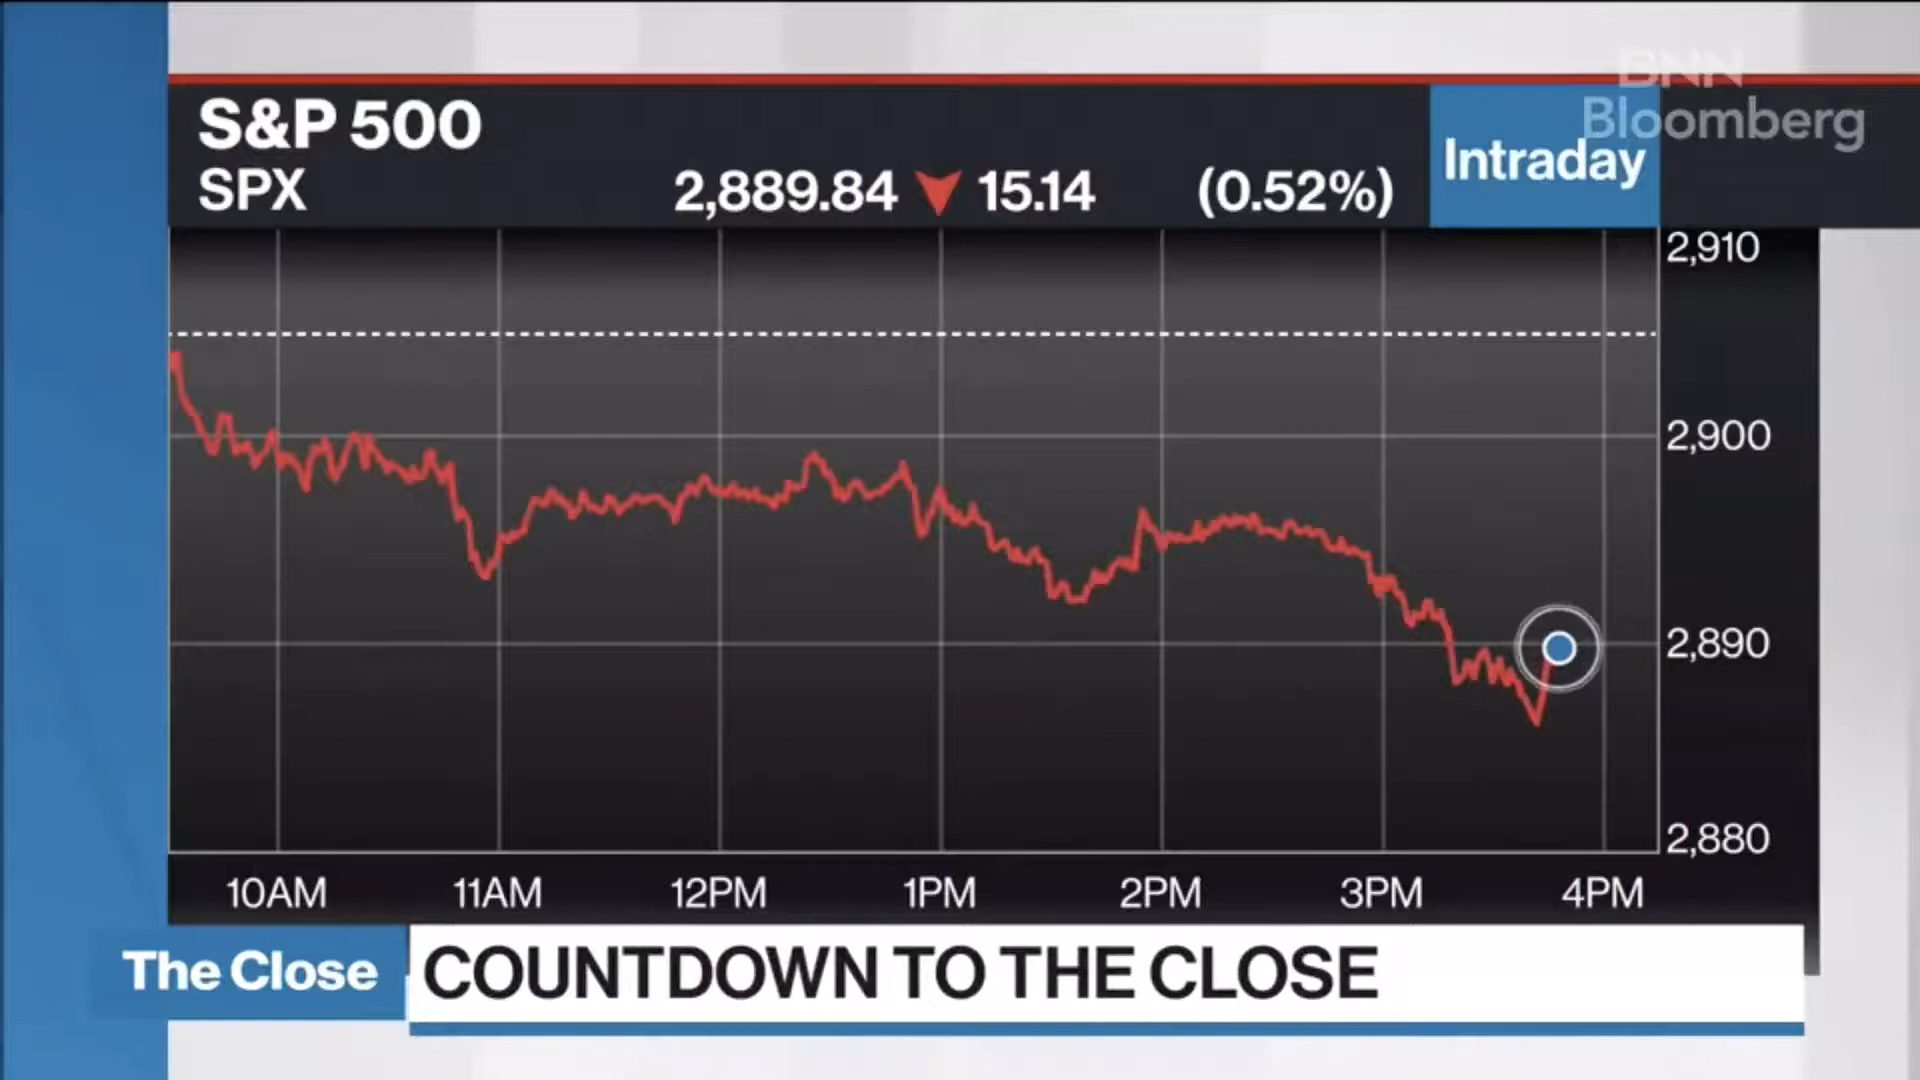 BNN
Bloomberg
S&P 500
SPX
2,889.84 ▼ 15.14 (0.52%)
Intraday
2,910
2,900
2,890
2,880
10AM 11AM 12PM 1PM 2PM 3PM 4PM
The Close
COUNTDOWN TO THE CLOSE